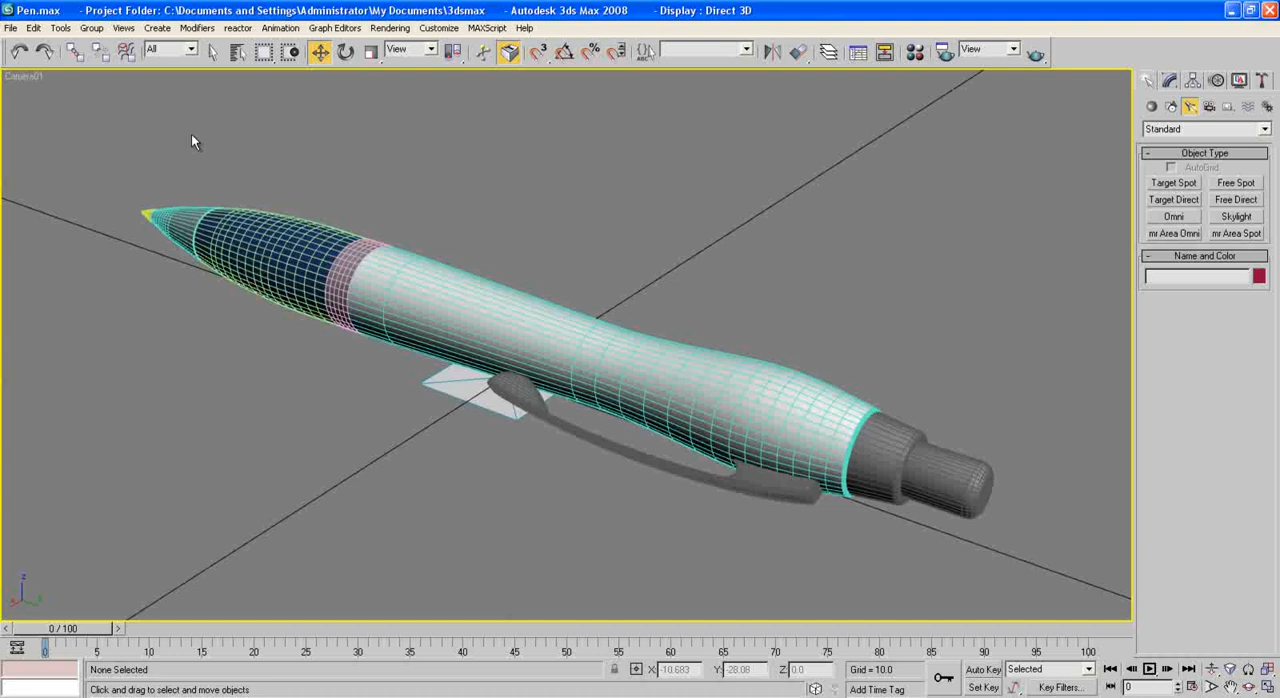 Pen.max - Project Folder: C:\Documents and Settings\Administrator\My Documents\3dsmax - Autodesk 3ds Max 2008 - Display : Direct 3D
File Edit Tools Group Views Create Modifiers reactor Animation Graph Editors Rendering Customize MAXScript Help
All View View
Camera01
Standard
- Object Type
AutoGrid
Target Spot Free Spot
Target Direct Free Direct
Omni Skylight
mr Area Omni mr Area Spot
- Name and Color
z
< 0 / 100 >
0 5 10 15 20 25 30 35 40 45 50 55 60 65 70 75 80 85 90 95 100
None Selected X: -10.683 Y: -28.08 Z: 0.0 Grid = 10.0 Auto Key Selected
Click and drag to select and move objects Add Time Tag Set Key Key Filters... 0